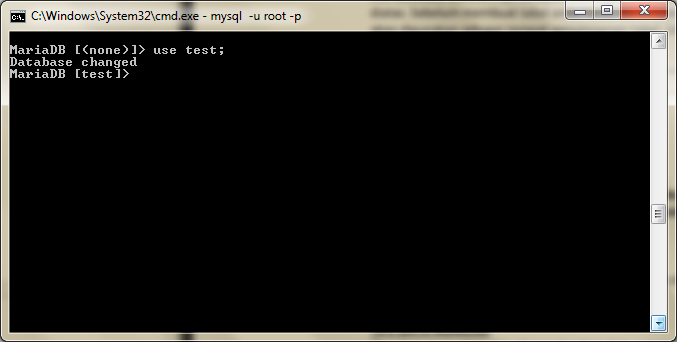 C:\Windows\System32\cmd.exe - mysql -u root -p
MariaDB [(none)]> use test;
Database changed
MariaDB [test]>